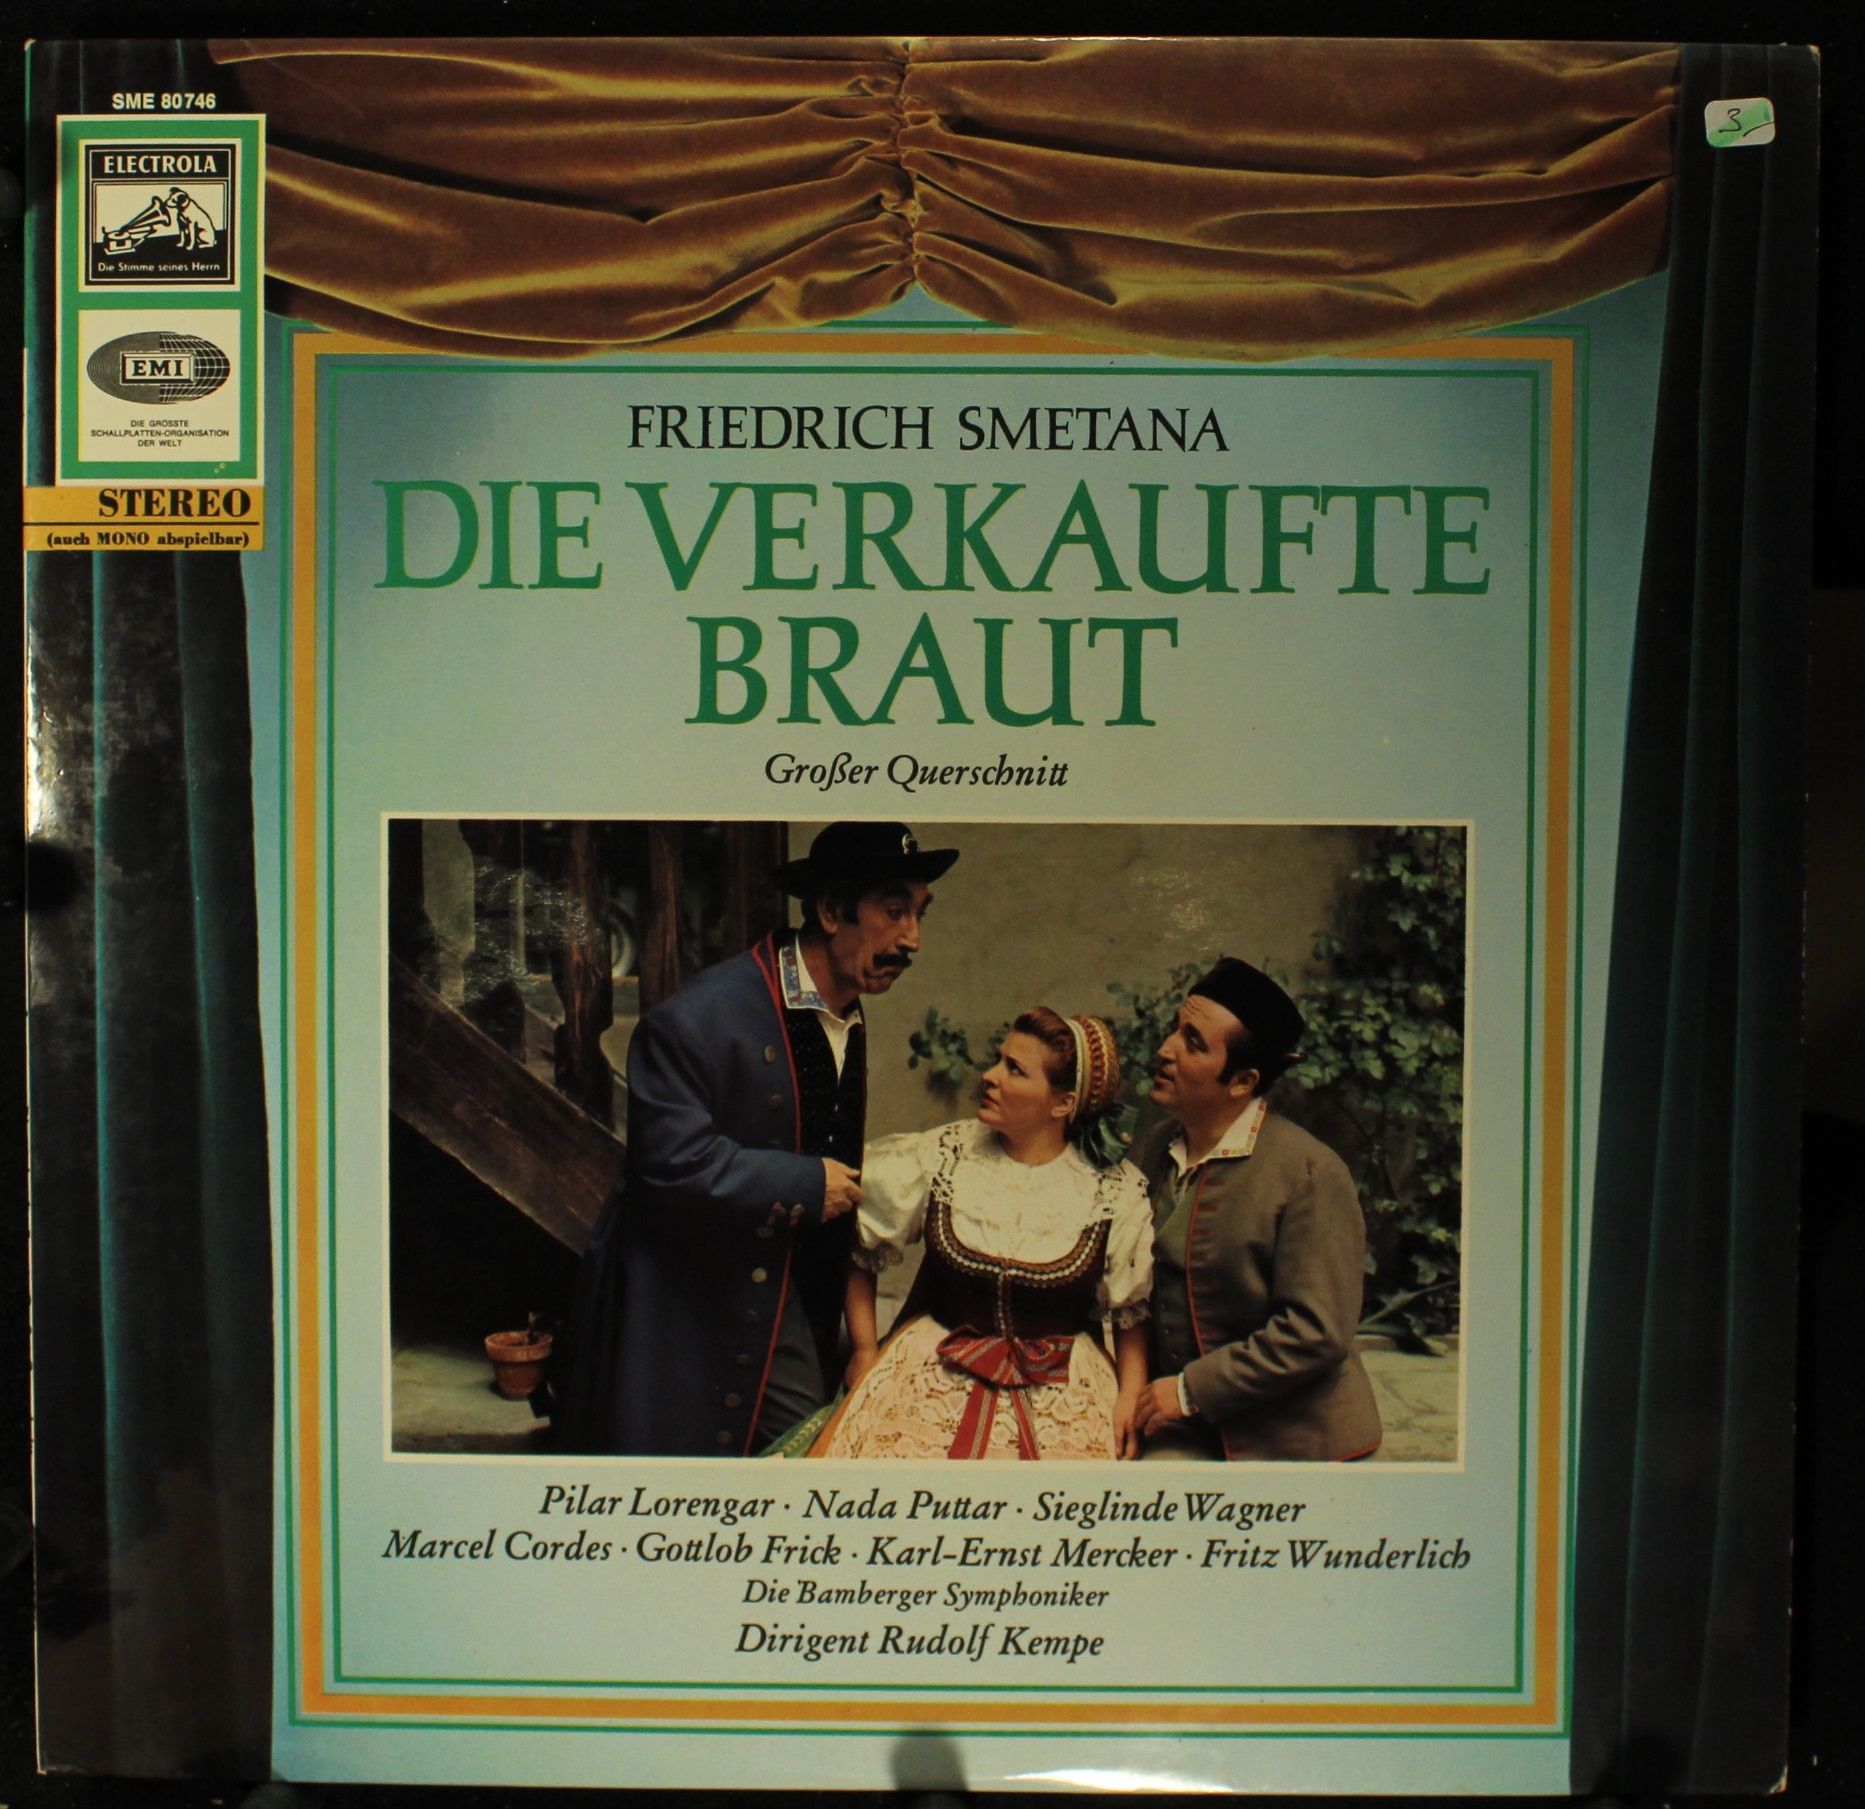 SME 80746
ELECTROLA
Die Stimme seines Herrn
EMI
DIE GRÖSSTE
SCHALLPLATTEN-ORGANISATION
DER WELT
STEREO
(auch MONO abspielbar)
3
FRIEDRICH SMETANA
DIE VERKAUFTE
BRAUT
Großer Querschnitt
Pilar Lorengar · Nada Puttar · Sieglinde Wagner
Marcel Cordes · Gottlob Frick · Karl-Ernst Mercker · Fritz Wunderlich
Die Bamberger Symphoniker
Dirigent Rudolf Kempe